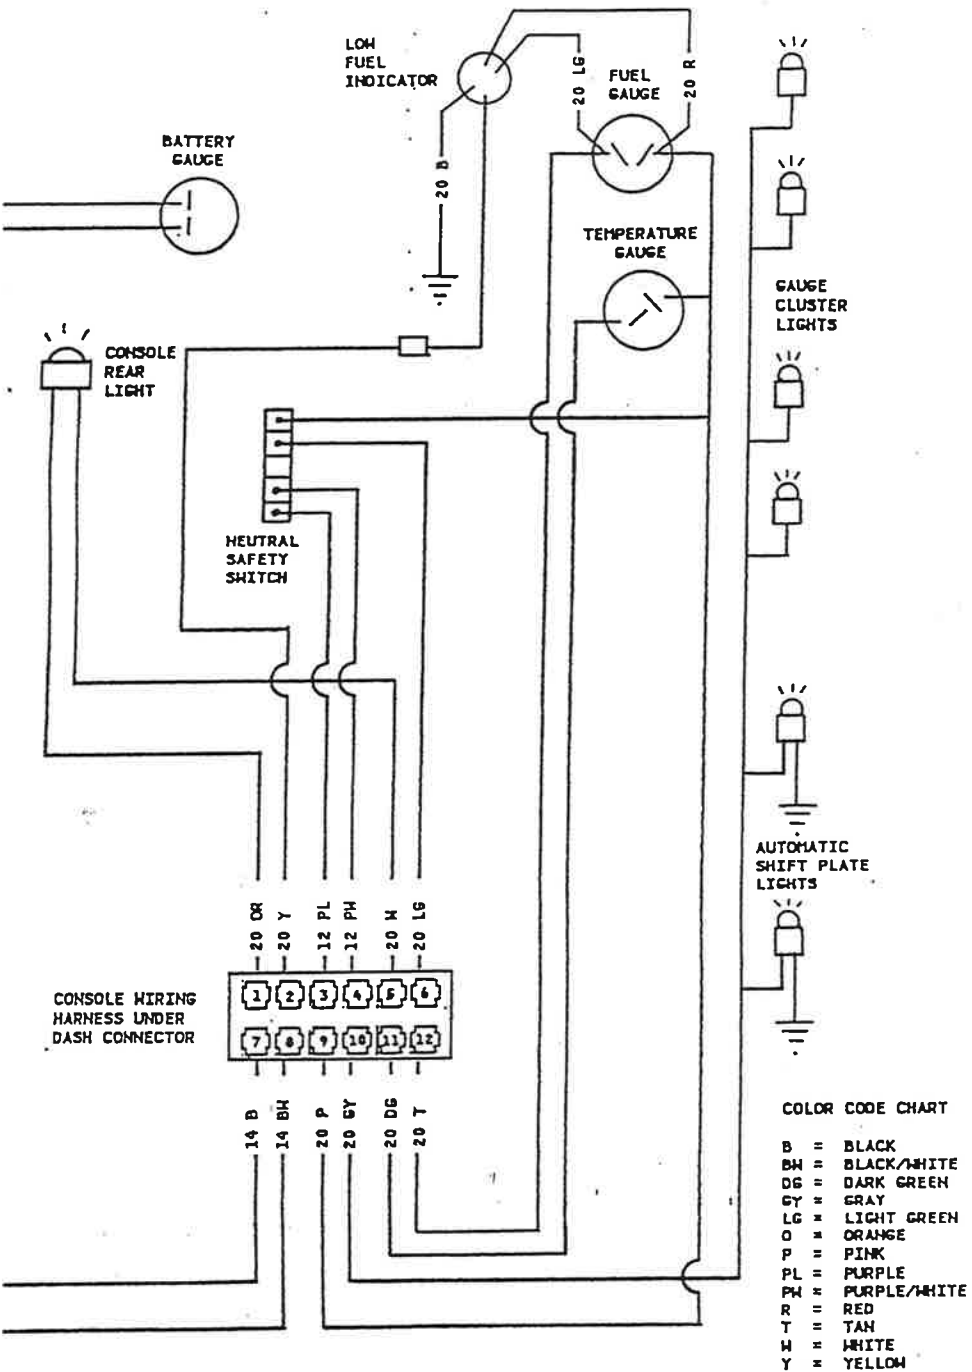 LOW
FUEL
INDICATOR
20 LG
FUEL
GAUGE
20 R
BATTERY
GAUGE
20 B
TEMPERATURE
GAUGE
GAUGE
CLUSTER
LIGHTS
CONSOLE
REAR
LIGHT
NEUTRAL
SAFETY
SWITCH
AUTOMATIC
SHIFT PLATE
LIGHTS
20 OR
20 Y
12 PL
12 PW
20 W
20 LG
CONSOLE WIRING
HARNESS UNDER
DASH CONNECTOR
1 2 3 4 5 6
7 8 9 10 11 12
14 B
14 BW
20 P
20 GY
20 DG
20 T
COLOR CODE CHART
B = BLACK
BW = BLACK/WHITE
DG = DARK GREEN
GY = GRAY
LG = LIGHT GREEN
O = ORANGE
P = PINK
PL = PURPLE
PW = PURPLE/WHITE
R = RED
T = TAN
W = WHITE
Y = YELLOW